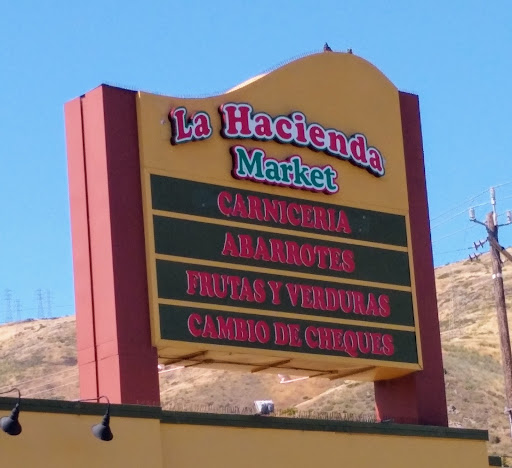 La Hacienda
Market
CARNICERIA
ABARROTES
FRUTAS Y VERDURAS
CAMBIO DE CHEQUES